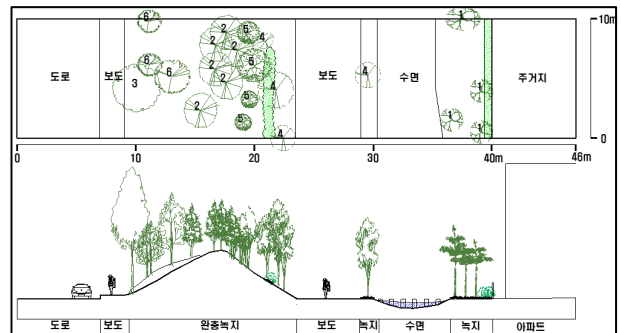 10m
도로 보도 보도 수면 주거지
6 6 6 3 2 2 2 2 2 2 2 5 5 5 5 4 4 4 4 1 1 1 1
0
0 10 20 30 40 46m
도로 보도 완충녹지 보도 녹지 수면 녹지 아파트